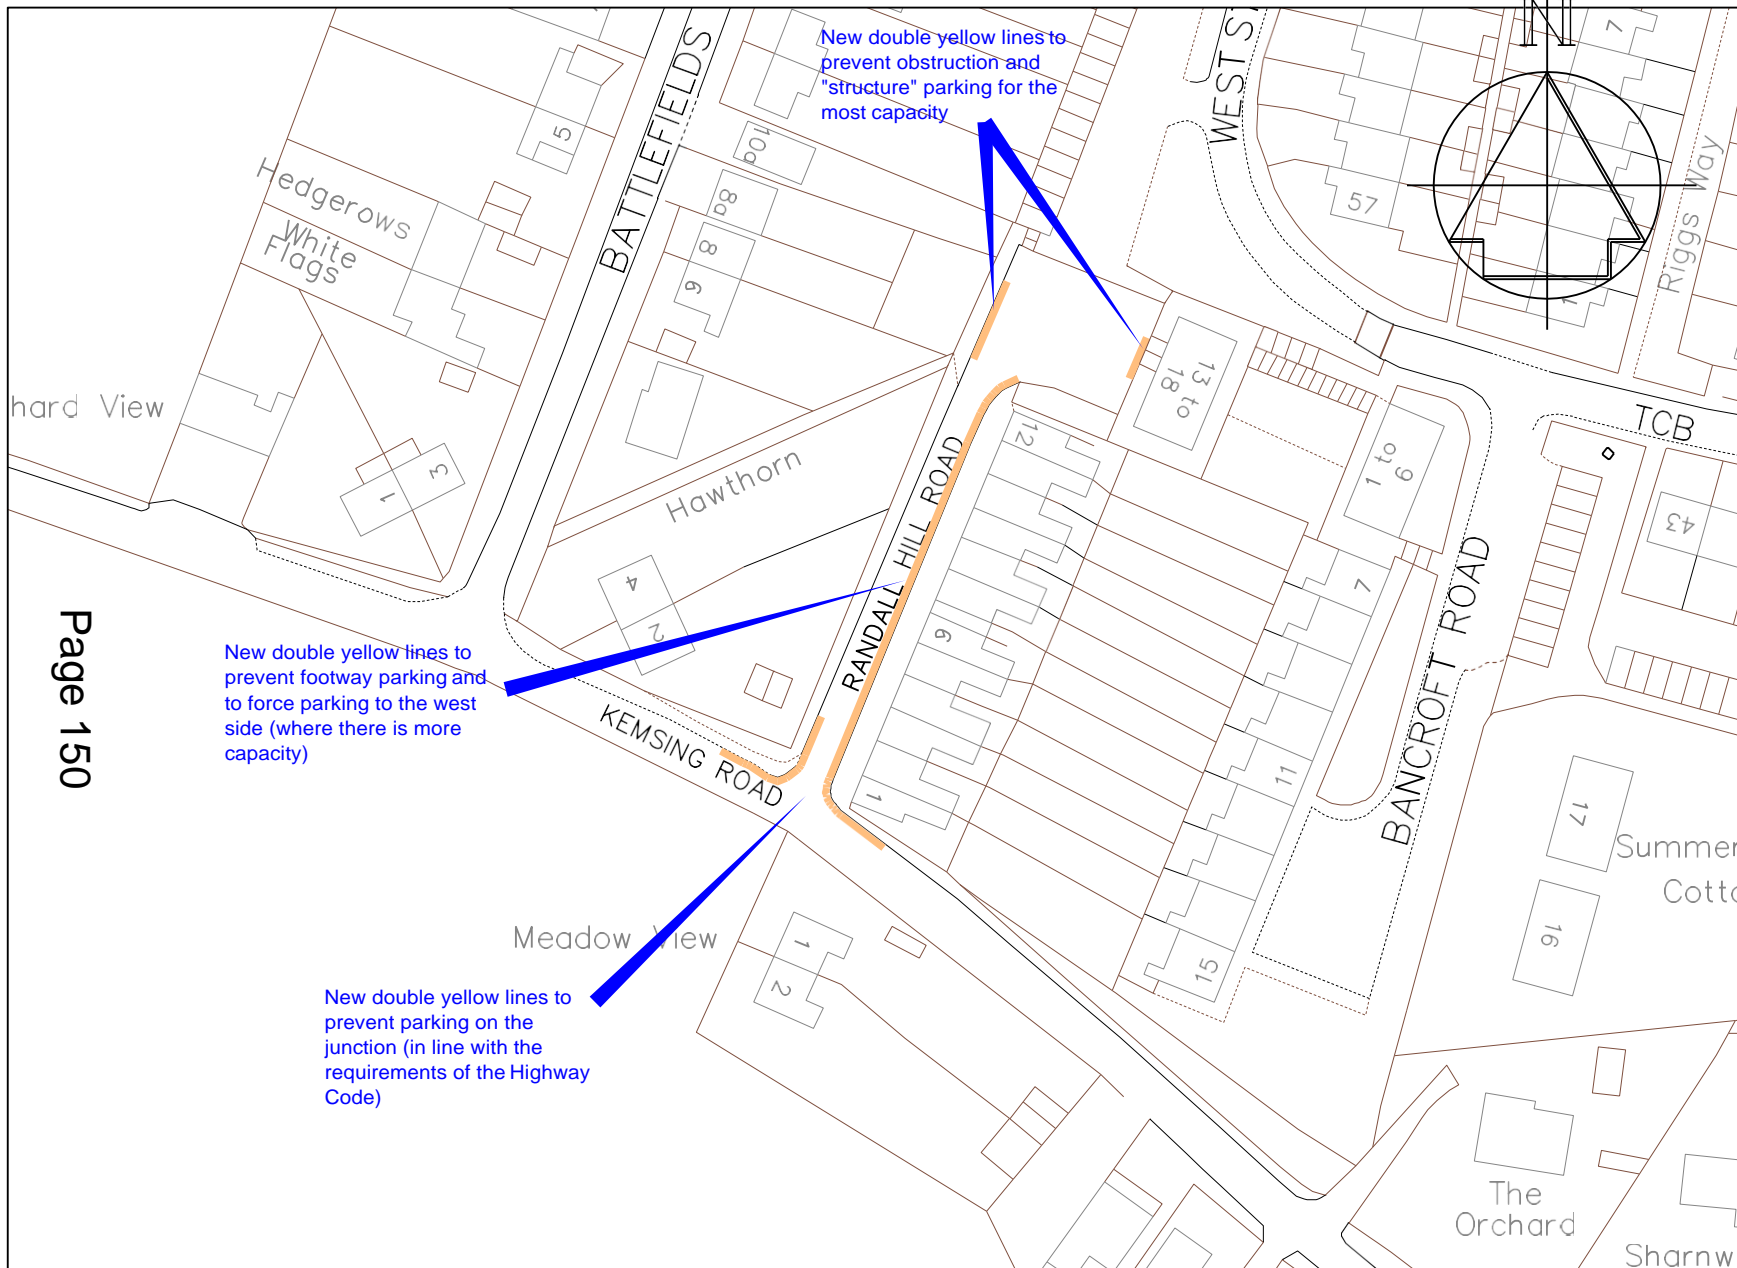 New double yellow lines to
prevent obstruction and
"structure" parking for the
most capacity
WEST S
7
N
BATTLEFIELDS
5
10a
8a
8
6
Hedgerows
White
Flags
57
1
Riggs Way
hard View
1
3
13 to
18
12
TCB
1 to
9
43
Hawthorn
4
2
RANDALL HILL ROAD
7
BANCROFT ROAD
6
Page 150
New double yellow lines to
prevent footway parking and
to force parking to the west
side (where there is more
capacity)
KEMSING ROAD
1
11
17
Summer
Cotta
16
15
Meadow View
1
2
New double yellow lines to
prevent parking on the
junction (in line with the
requirements of the Highway
Code)
The
Orchard
Sharnw